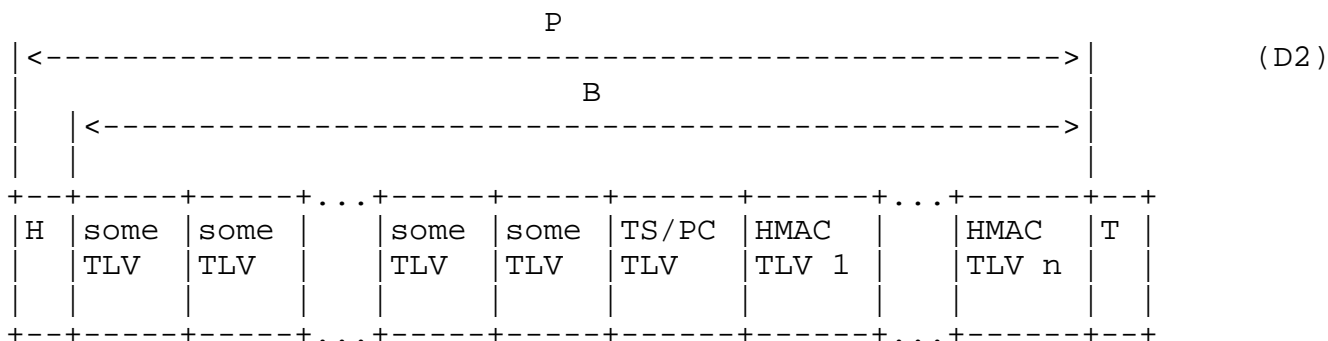 P
|<----------------------------------------------------->| (D2)
| B |
| |<-------------------------------------------------->|
| | |
+--+-----+-----+...+-----+-----+------+------+...+------+--+
|H |some |some | |some |some |TS/PC |HMAC | |HMAC |T |
| |TLV |TLV | |TLV |TLV |TLV |TLV 1 | |TLV n | |
| | | | | | | | | | | |
+--+-----+-----+...+-----+-----+------+------+...+------+--+